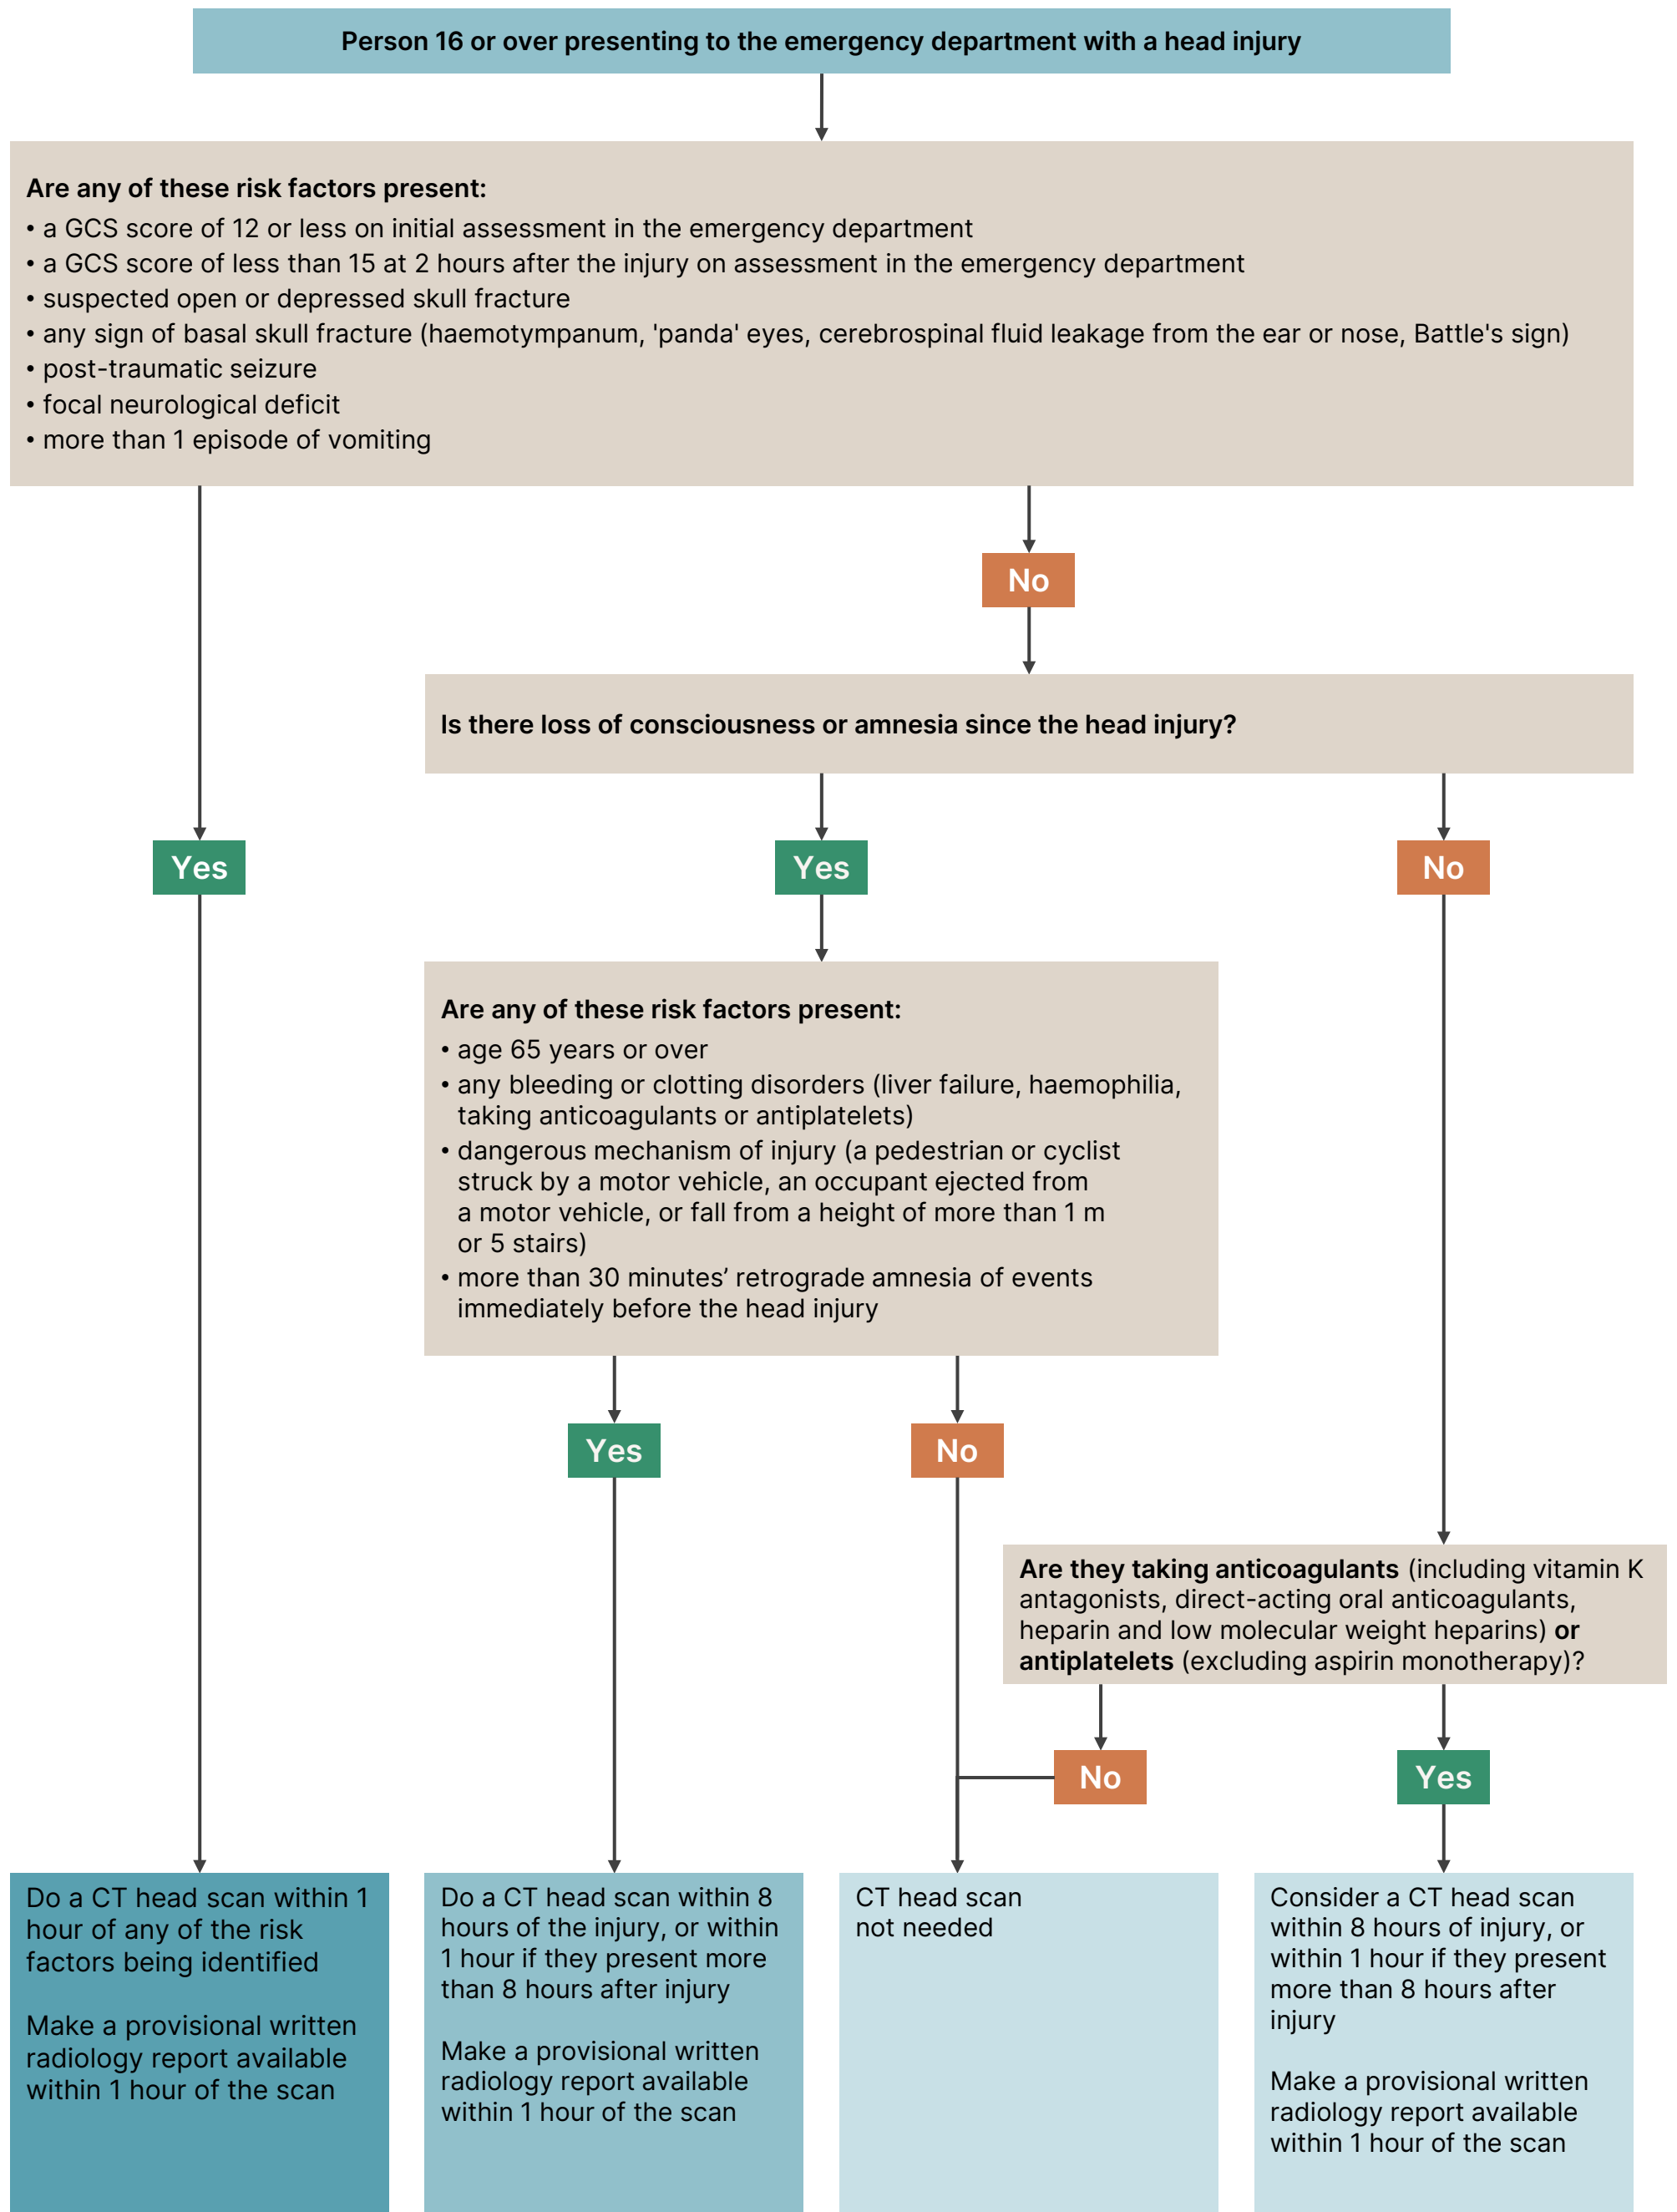 Person 16 or over presenting to the emergency department with a head injury
Are any of these risk factors present:
• a GCS score of 12 or less on initial assessment in the emergency department
• a GCS score of less than 15 at 2 hours after the injury on assessment in the emergency department
• suspected open or depressed skull fracture
• any sign of basal skull fracture (haemotympanum, 'panda' eyes, cerebrospinal fluid leakage from the ear or nose, Battle's sign)
• post-traumatic seizure
• focal neurological deficit
• more than 1 episode of vomiting
No
Is there loss of consciousness or amnesia since the head injury?
Yes
Yes
No
Are any of these risk factors present:
• age 65 years or over
• any bleeding or clotting disorders (liver failure, haemophilia,
taking anticoagulants or antiplatelets)
• dangerous mechanism of injury (a pedestrian or cyclist
struck by a motor vehicle, an occupant ejected from
a motor vehicle, or fall from a height of more than 1 m
or 5 stairs)
• more than 30 minutes’ retrograde amnesia of events
immediately before the head injury
Yes
No
Are they taking anticoagulants (including vitamin K
antagonists, direct-acting oral anticoagulants,
heparin and low molecular weight heparins) or
antiplatelets (excluding aspirin monotherapy)?
No
Yes
Do a CT head scan within 1
hour of any of the risk
factors being identified
Make a provisional written
radiology report available
within 1 hour of the scan
Do a CT head scan within 8
hours of the injury, or within
1 hour if they present more
than 8 hours after injury
Make a provisional written
radiology report available
within 1 hour of the scan
CT head scan
not needed
Consider a CT head scan
within 8 hours of injury, or
within 1 hour if they present
more than 8 hours after
injury
Make a provisional written
radiology report available
within 1 hour of the scan